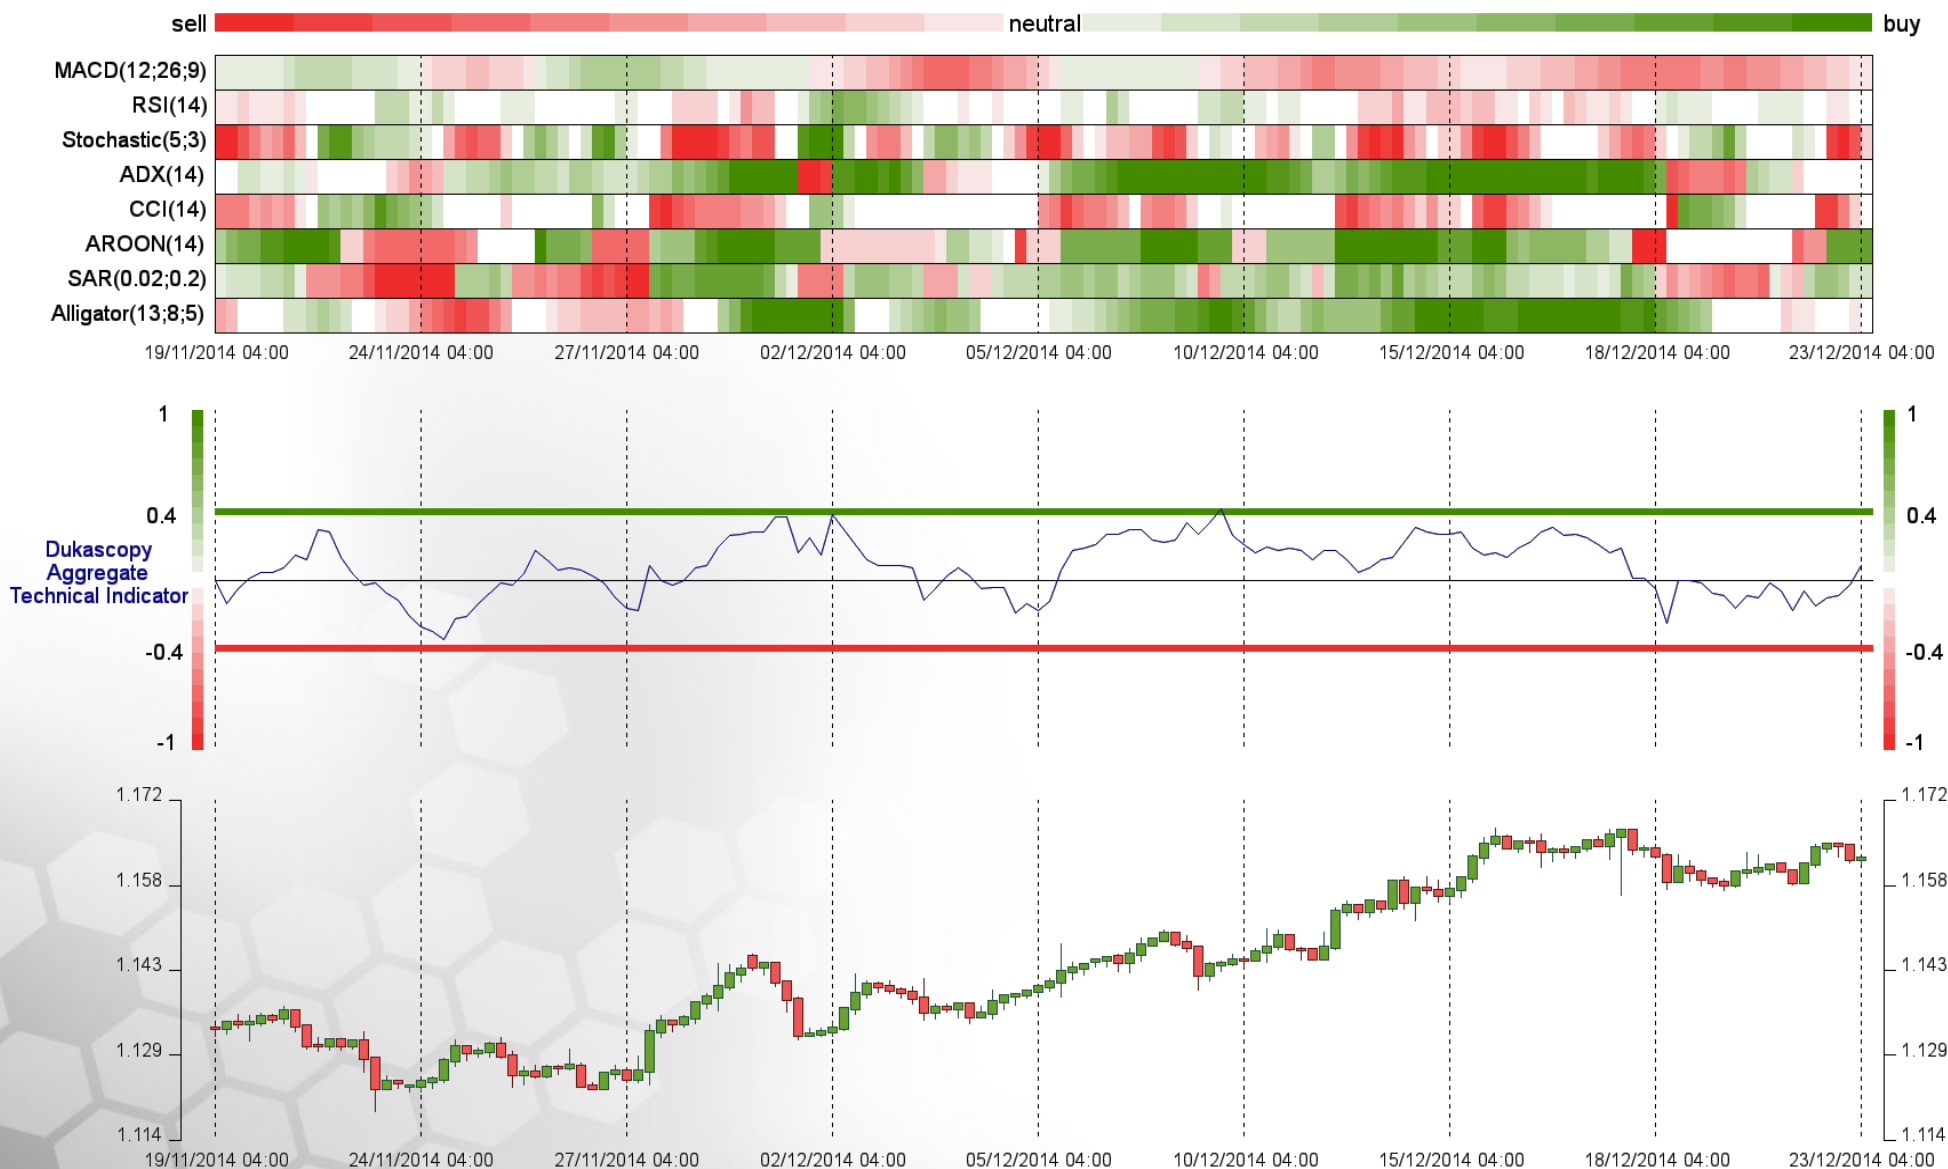 sell neutral buy
MACD(12;26;9)
RSI(14)
Stochastic(5;3)
ADX(14)
CCI(14)
AROON(14)
SAR(0.02;0.2)
Alligator(13;8;5)
19/11/2014 04:00 24/11/2014 04:00 27/11/2014 04:00 02/12/2014 04:00 05/12/2014 04:00 10/12/2014 04:00 15/12/2014 04:00 18/12/2014 04:00 23/12/2014 04:00
1 1
0.4 0.4
Dukascopy
Aggregate
Technical Indicator
-0.4 -0.4
-1 -1
1.172 1.172
1.158 1.158
1.143 1.143
1.129 1.129
1.114 1.114
19/11/2014 04:00 24/11/2014 04:00 27/11/2014 04:00 02/12/2014 04:00 05/12/2014 04:00 10/12/2014 04:00 15/12/2014 04:00 18/12/2014 04:00 23/12/2014 04:00